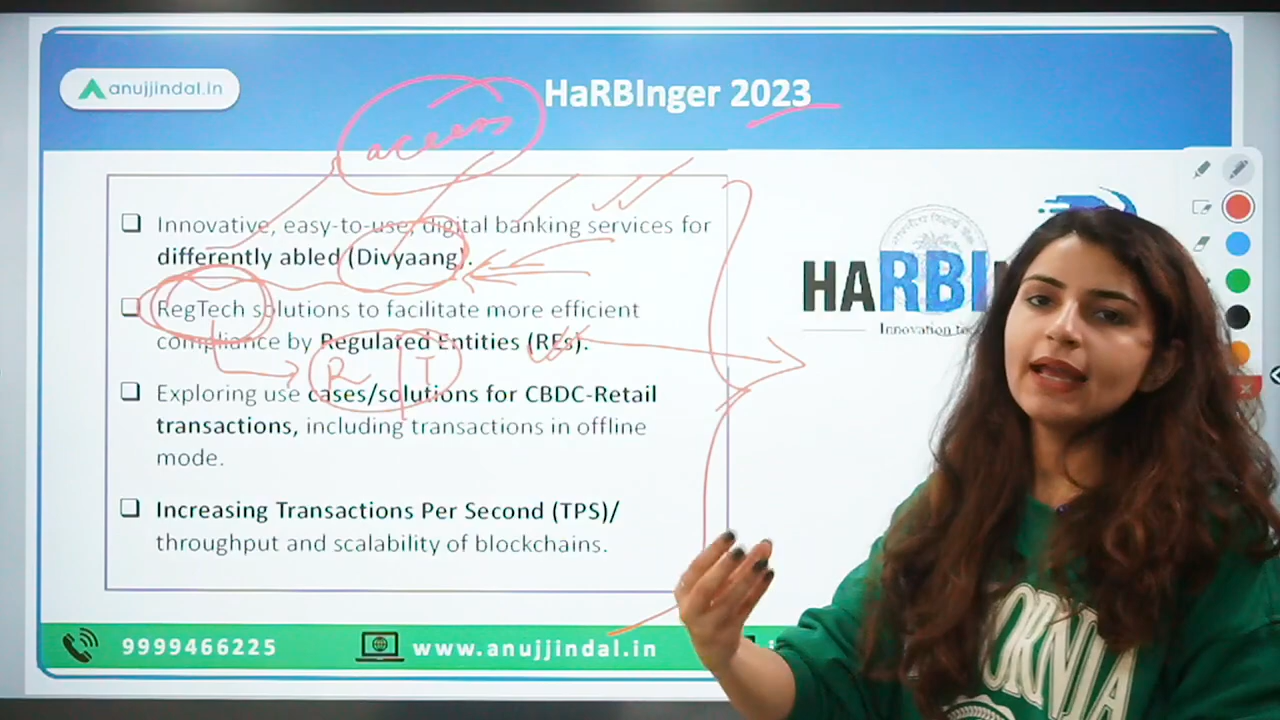 anujjindal.in
HaRBInger 2023
access
Innovative, easy-to-use, digital banking services for
differently abled (Divyaang).
RegTech solutions to facilitate more efficient
compliance by Regulated Entities (REs).
R T
Exploring use cases/solutions for CBDC-Retail
transactions, including transactions in offline
mode.
Increasing Transactions Per Second (TPS)/
throughput and scalability of blockchains.
HARBI
Innovation
9999466225
www.anujjindal.in